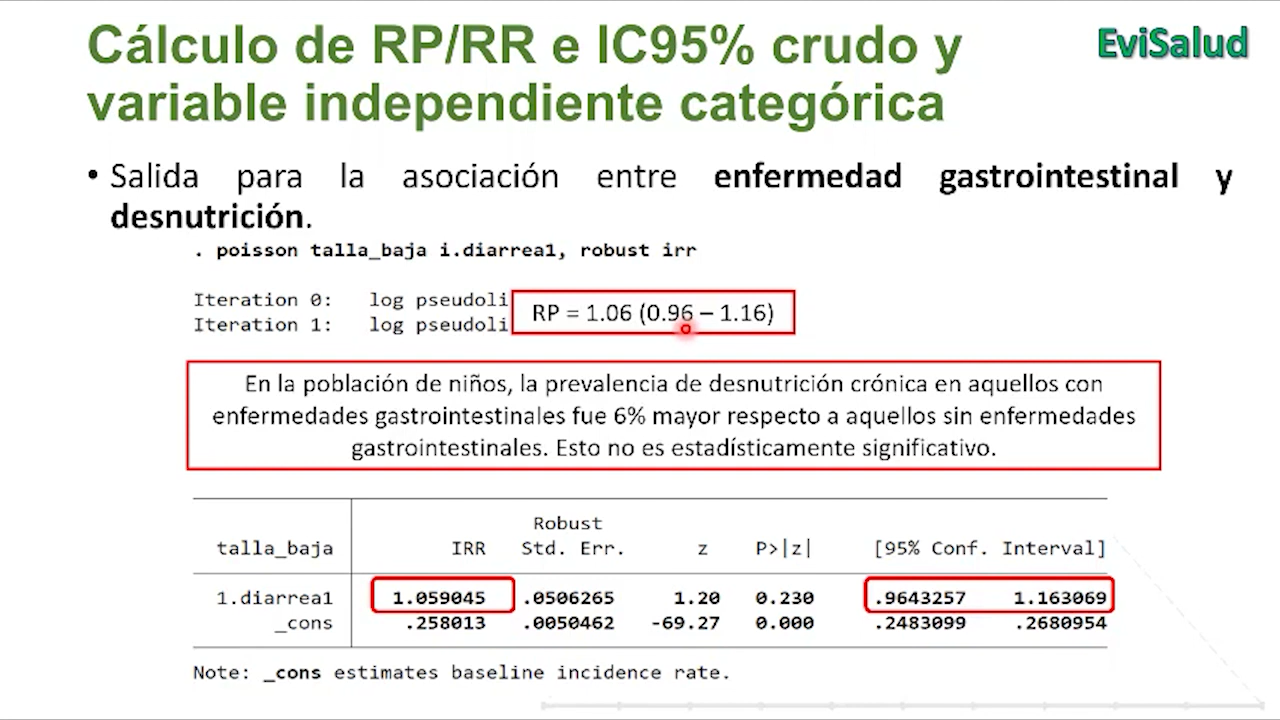 Cálculo de RP/RR e IC95% crudo y
EviSalud
variable independiente categórica
• Salida para la asociación entre enfermedad gastrointestinal y
desnutrición.
. poisson talla_baja i.diarrea1, robust irr
Iteration 0: log pseudoli
Iteration 1: log pseudoli
RP = 1.06 (0.96 – 1.16)
En la población de niños, la prevalencia de desnutrición crónica en aquellos con
enfermedades gastrointestinales fue 6% mayor respecto a aquellos sin enfermedades
gastrointestinales. Esto no es estadísticamente significativo.
Robust
talla_baja IRR Std. Err. z P>|z| [95% Conf. Interval]
1.diarrea1 1.059045 .0506265 1.20 0.230 .9643257 1.163069
_cons .258013 .0050462 -69.27 0.000 .2483099 .2680954
Note: _cons estimates baseline incidence rate.